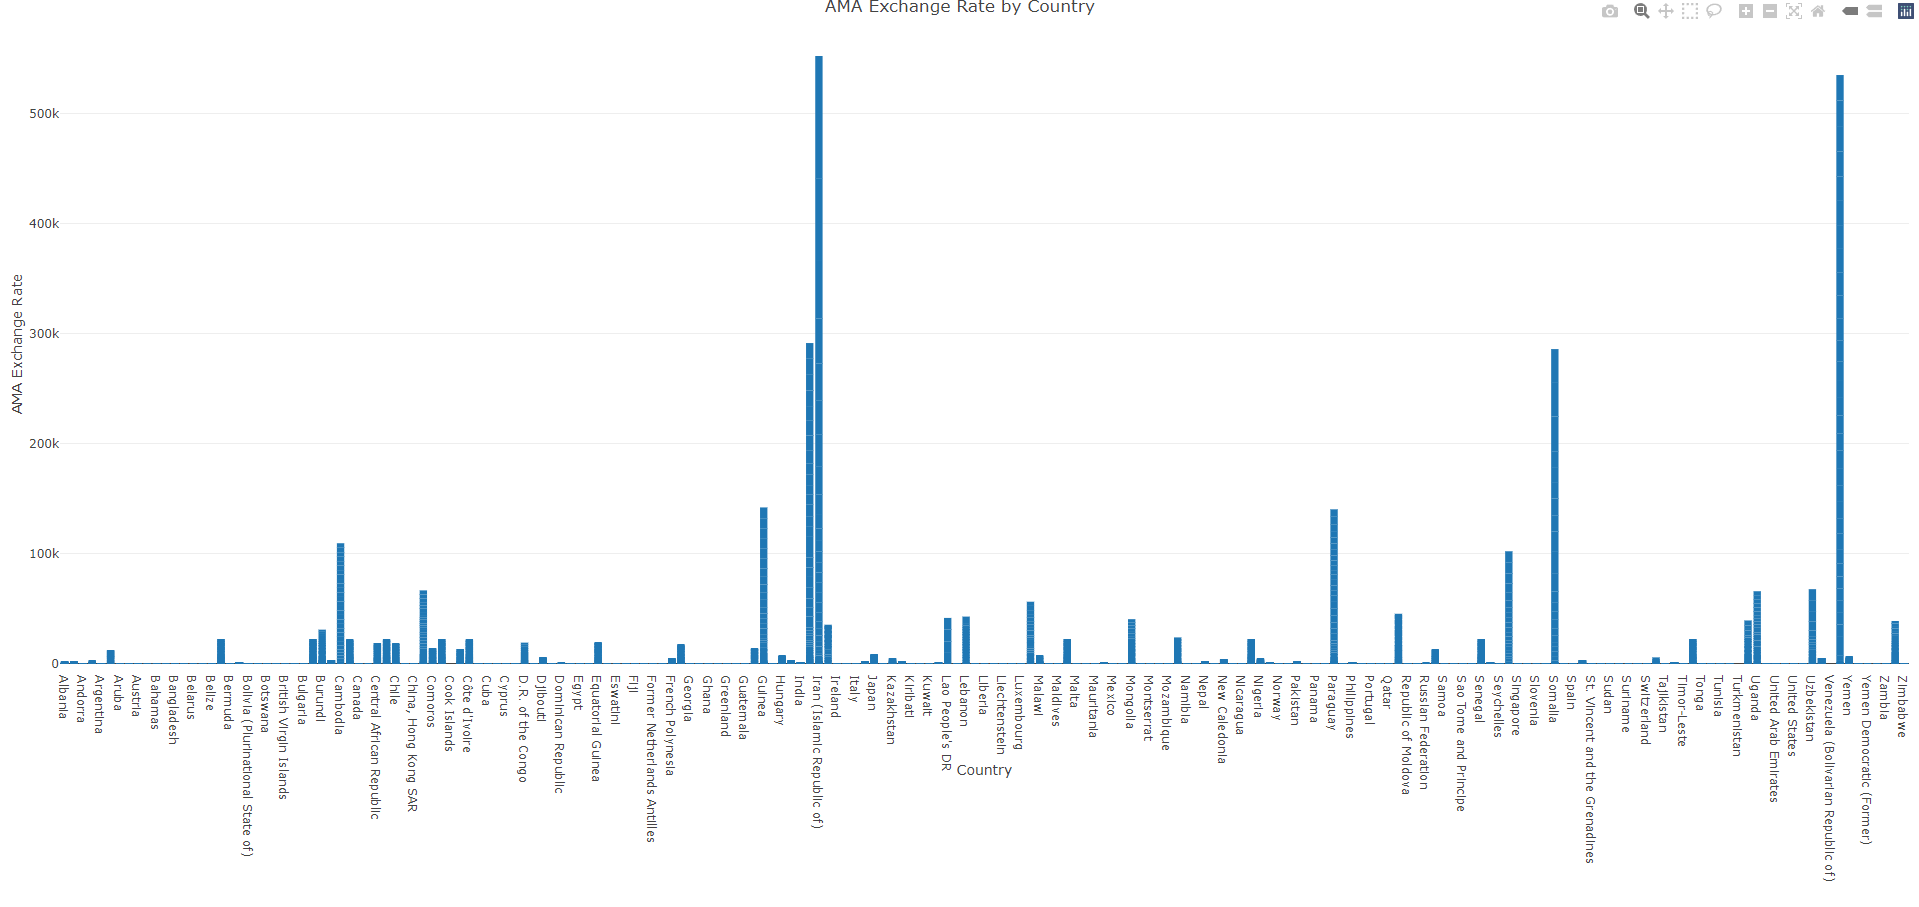 AMA Exchange Rate by Country
AMA Exchange Rate
500k
400k
300k
200k
100k
0
Albania
Andorra
Argentina
Aruba
Austria
Bahamas
Bangladesh
Belarus
Belize
Bermuda
Bolivia (Plurinational State of)
Botswana
British Virgin Islands
Bulgaria
Burundi
Cambodia
Canada
Central African Republic
Chile
China, Hong Kong SAR
Comoros
Cook Islands
Côte d'Ivoire
Cuba
Cyprus
D.R. of the Congo
Djibouti
Dominican Republic
Egypt
Equatorial Guinea
Eswatini
Fiji
Former Netherlands Antilles
French Polynesia
Georgia
Ghana
Greenland
Guatemala
Guinea
Hungary
India
Iran (Islamic Republic of)
Ireland
Italy
Japan
Kazakhstan
Kiribati
Kuwait
Lao People's DR
Lebanon
Liberia
Liechtenstein
Luxembourg
Malawi
Maldives
Malta
Mauritania
Mexico
Mongolia
Montserrat
Mozambique
Namibia
Nepal
New Caledonia
Nicaragua
Nigeria
Norway
Pakistan
Panama
Paraguay
Philippines
Portugal
Qatar
Republic of Moldova
Russian Federation
Samoa
Sao Tome and Principe
Senegal
Seychelles
Singapore
Slovenia
Somalia
Spain
St. Vincent and the Grenadines
Sudan
Suriname
Switzerland
Tajikistan
Timor-Leste
Tonga
Tunisia
Turkmenistan
Uganda
United Arab Emirates
United States
Uzbekistan
Venezuela (Bolivarian Republic of)
Yemen
Yemen Democratic (Former)
Zambia
Zimbabwe
Country